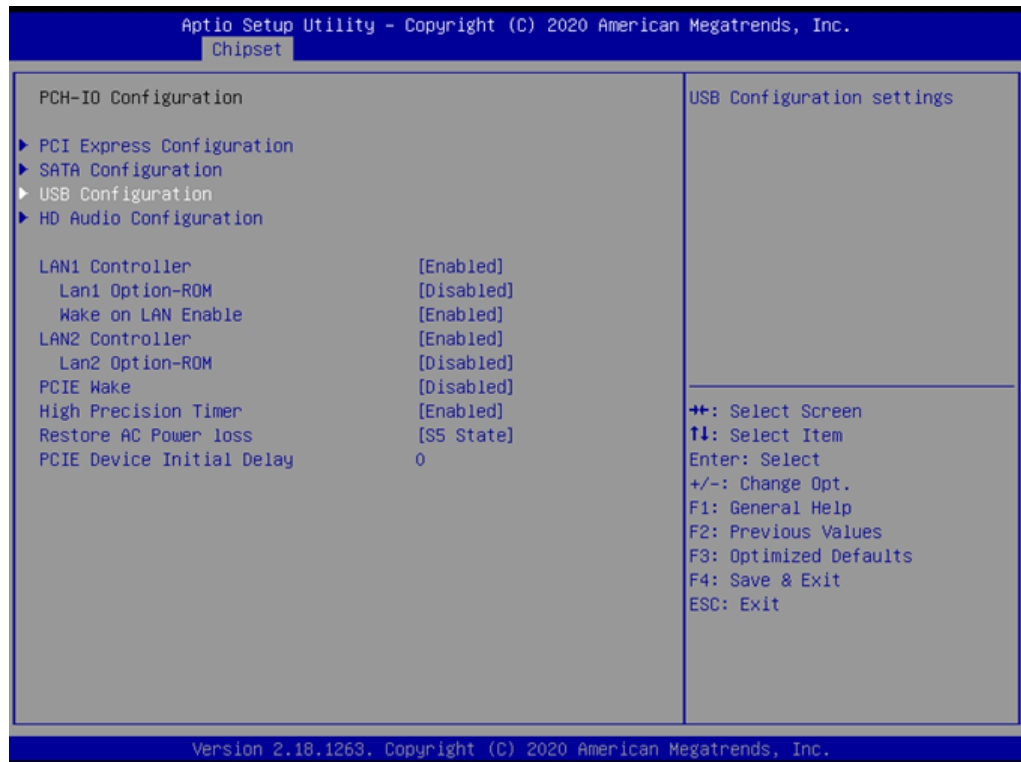 Aptio Setup Utility – Copyright (C) 2020 American Megatrends, Inc.
Chipset
PCH-IO Configuration
PCI Express Configuration
SATA Configuration
USB Configuration
HD Audio Configuration
LAN1 Controller [Enabled]
Lan1 Option-ROM [Disabled]
Wake on LAN Enable [Enabled]
LAN2 Controller [Enabled]
Lan2 Option-ROM [Disabled]
PCIE Wake [Disabled]
High Precision Timer [Enabled]
Restore AC Power loss [S5 State]
PCIE Device Initial Delay 0
USB Configuration settings
→←: Select Screen
↑↓: Select Item
Enter: Select
+/-: Change Opt.
F1: General Help
F2: Previous Values
F3: Optimized Defaults
F4: Save & Exit
ESC: Exit
Version 2.18.1263. Copyright (C) 2020 American Megatrends, Inc.